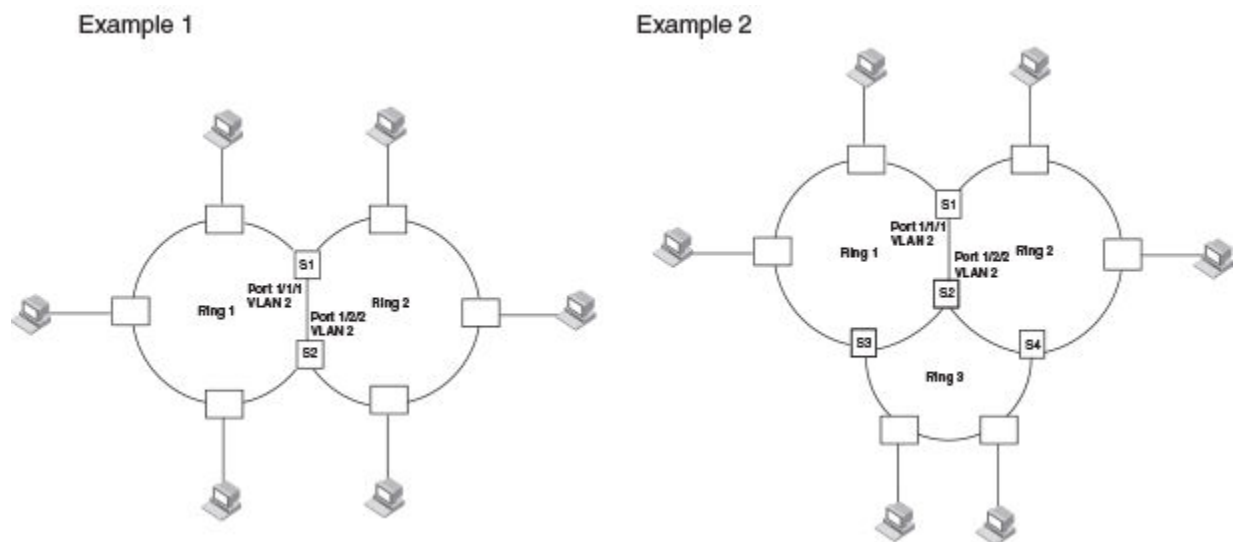 Example 1
S1
Port 1/1/1
VLAN 2
Ring 1
Port 1/2/2
VLAN 2
Ring 2
S2
Example 2
S1
Port 1/1/1
VLAN 2
Ring 1
Port 1/2/2
VLAN 2
Ring 2
S2
S3
S4
Ring 3